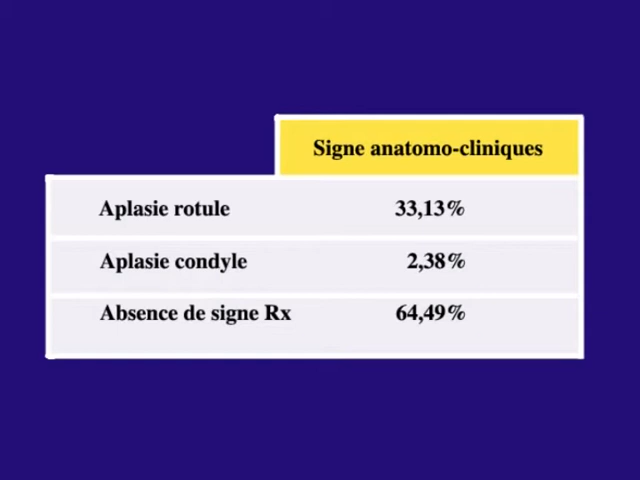 Signe anatomo-cliniques
Aplasie rotule 33,13%
Aplasie condyle 2,38%
Absence de signe Rx 64,49%